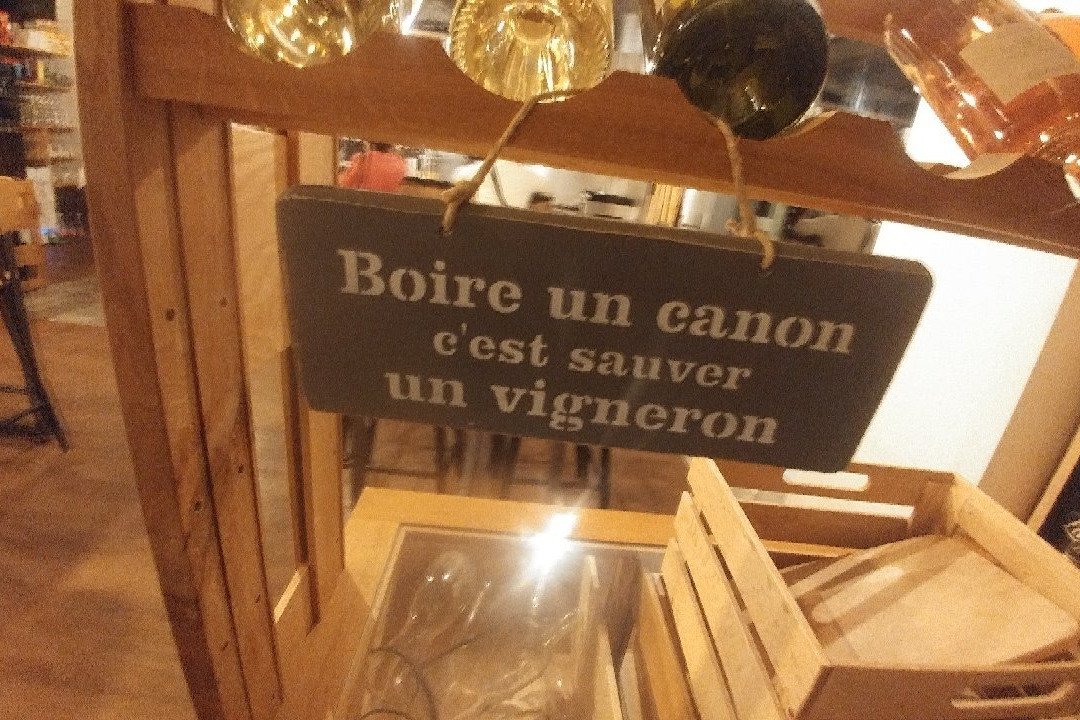 Boire un canon
c'est sauver
un vigneron